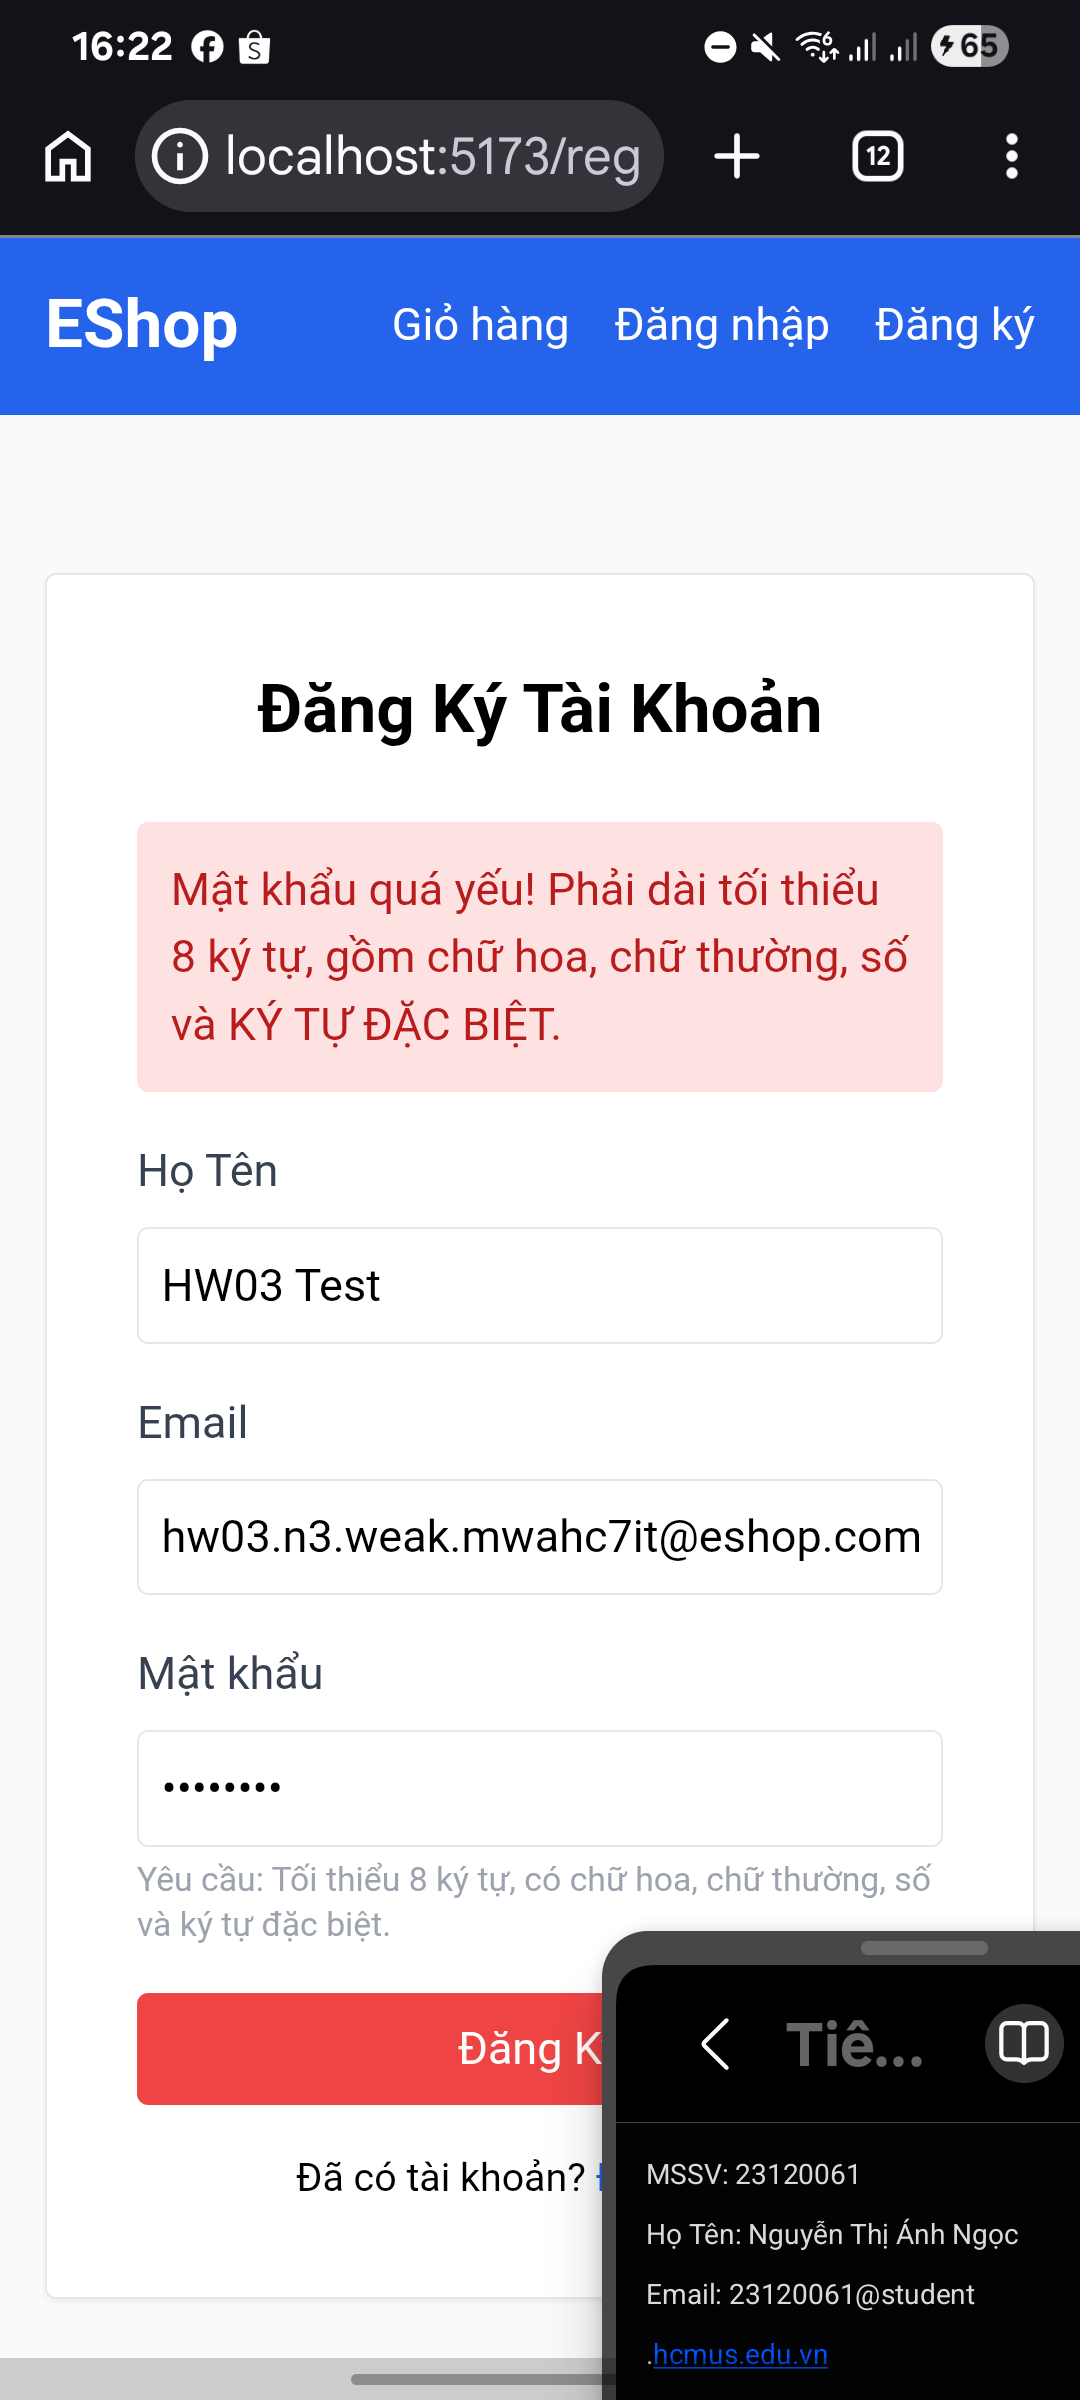 16:22
65
localhost:5173/reg
12
EShop
Giỏ hàng
Đăng nhập
Đăng ký
Đăng Ký Tài Khoản
Mật khẩu quá yếu! Phải dài tối thiểu
8 ký tự, gồm chữ hoa, chữ thường, số
và KÝ TỰ ĐẶC BIỆT.
Họ Tên
HW03 Test
Email
hw03.n3.weak.mwahc7it@eshop.com
Mật khẩu
••••••••
Yêu cầu: Tối thiểu 8 ký tự, có chữ hoa, chữ thường, số
và ký tự đặc biệt.
Đăng K
Đã có tài khoản?
Tiê...
MSSV: 23120061
Họ Tên: Nguyễn Thị Ánh Ngọc
Email: 23120061@student
.hcmus.edu.vn